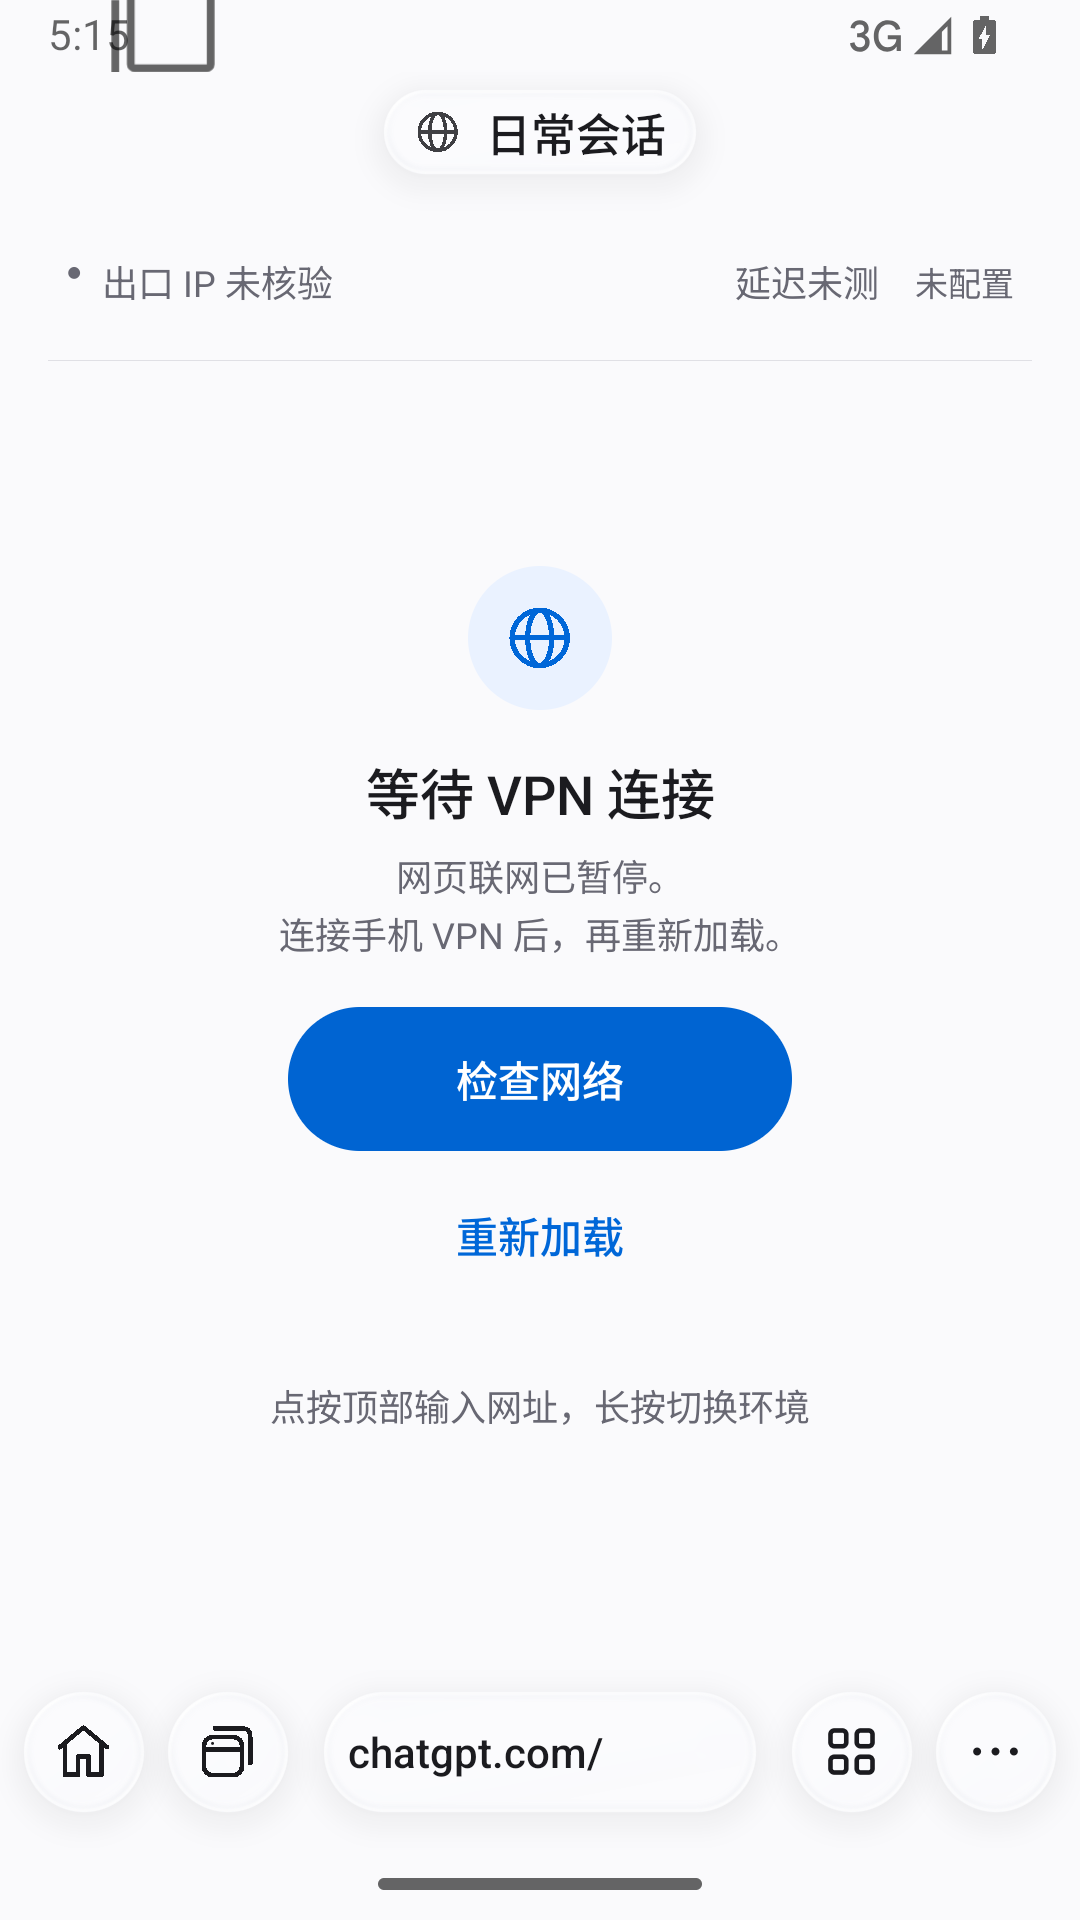 5:15
3G
日常会话
出口 IP 未核验
延迟未测
未配置
等待 VPN 连接
网页联网已暂停。
连接手机 VPN 后，再重新加载。
检查网络
重新加载
点按顶部输入网址，长按切换环境
chatgpt.com/